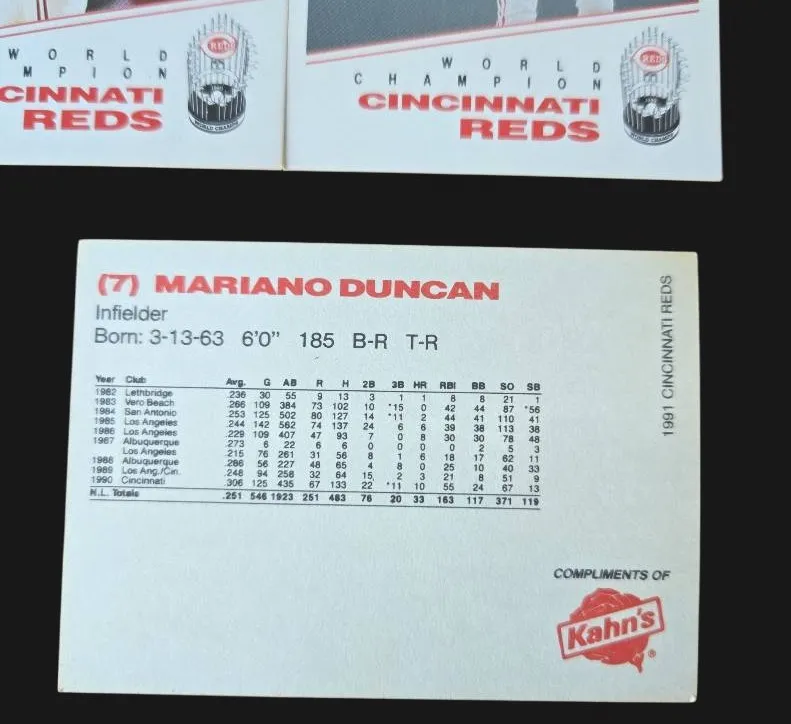 W O R L D
M P I O N
CINNATI
REDS
REDS
WORLD CHAMPS
W O R L D
C H A M P I O N
CINCINNATI
REDS
REDS
WORLD CHAMPS
(7) MARIANO DUNCAN
Infielder
Born: 3-13-63 6'0" 185 B-R T-R
Year Club Avg. G AB R H 2B 3B HR RBI BB SO SB
1982 Lethbridge .236 30 55 9 13 3 1 1 8 8 21 1
1983 Vero Beach .266 109 384 73 102 10 *15 0 42 44 87 *56
1984 San Antonio .253 125 502 80 127 14 *11 2 44 41 110 41
1985 Los Angeles .244 142 562 74 137 24 6 6 39 38 113 38
1986 Los Angeles .229 109 407 47 93 7 0 8 30 30 78 48
1987 Albuquerque .273 6 22 6 6 0 0 0 0 2 5 3
Los Angeles .215 76 261 31 56 8 1 6 18 17 62 11
1988 Albuquerque .286 56 227 48 65 4 8 0 25 10 40 33
1989 Los Ang./Cin. .248 94 258 32 64 15 2 3 21 8 51 9
1990 Cincinnati .306 125 435 67 133 22 *11 10 55 24 67 13
N.L. Totals .251 546 1923 251 483 76 20 33 163 117 371 119
1991 CINCINNATI REDS
COMPLIMENTS OF
Kahn's®